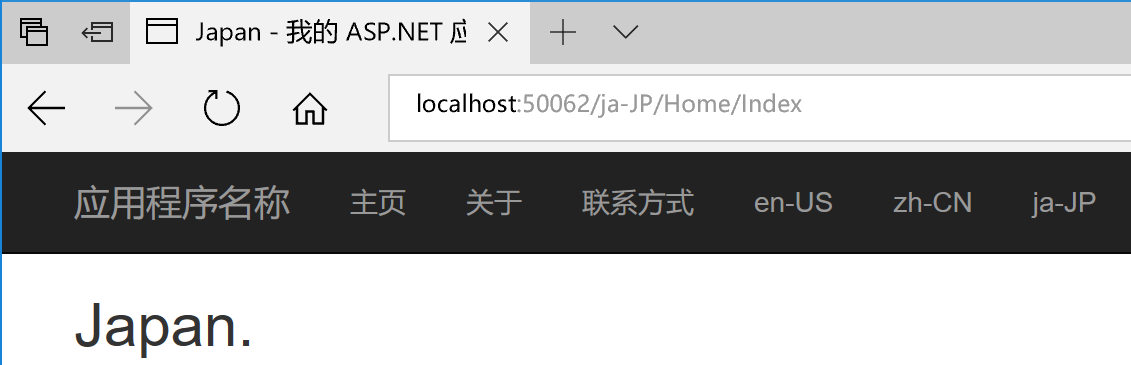 Japan - 我的 ASP.NET 应
localhost:50062/ja-JP/Home/Index
应用程序名称 主页 关于 联系方式 en-US zh-CN ja-JP
Japan.